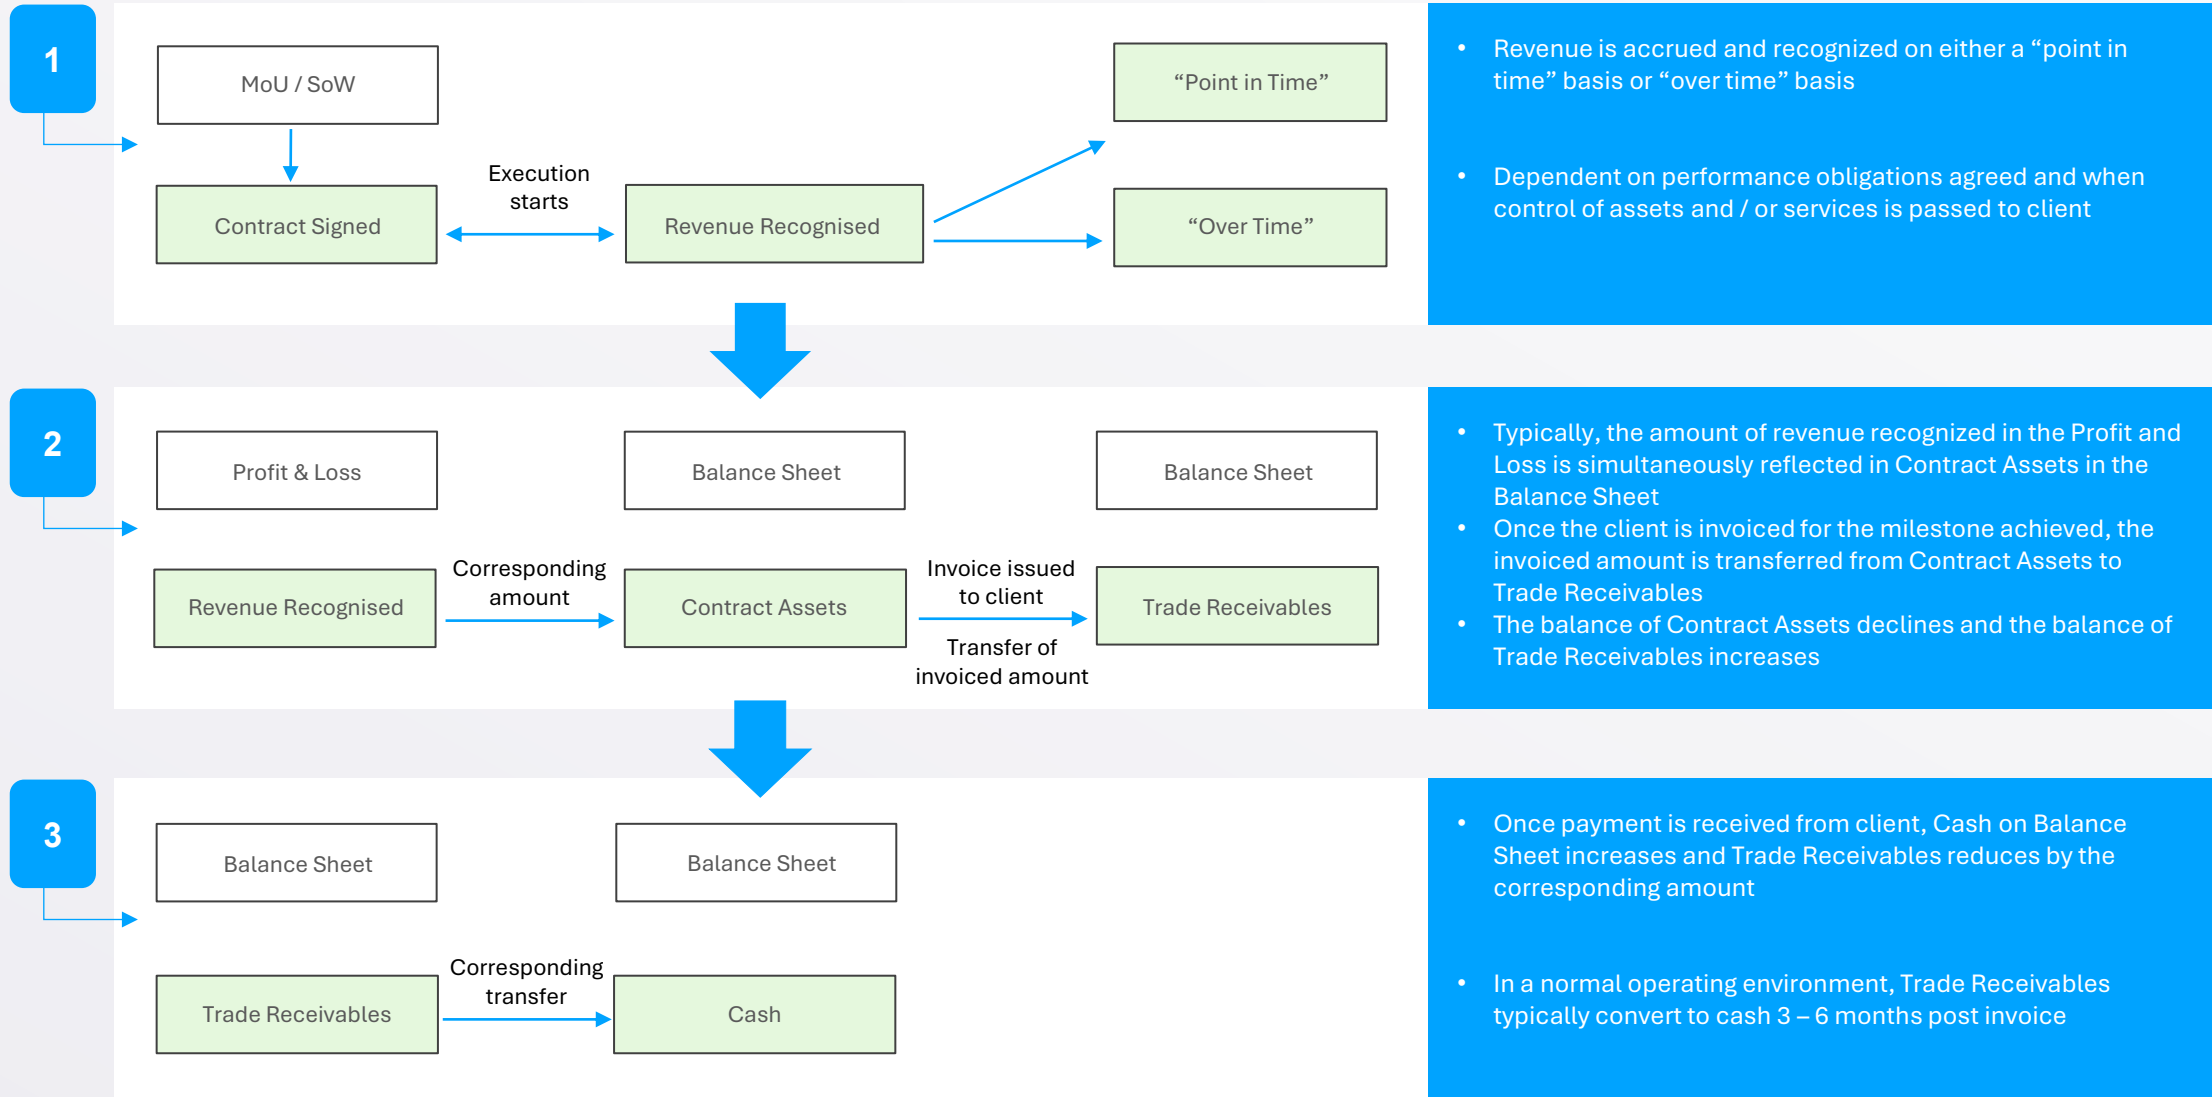 1
MoU / SoW
“Point in Time”
Execution
starts
Contract Signed
Revenue Recognised
“Over Time”
• Revenue is accrued and recognized on either a “point in
time” basis or “over time” basis
• Dependent on performance obligations agreed and when
control of assets and / or services is passed to client
2
Profit & Loss
Balance Sheet
Balance Sheet
Revenue Recognised
Corresponding
amount
Contract Assets
Invoice issued
to client
Transfer of
invoiced amount
Trade Receivables
• Typically, the amount of revenue recognized in the Profit and
Loss is simultaneously reflected in Contract Assets in the
Balance Sheet
• Once the client is invoiced for the milestone achieved, the
invoiced amount is transferred from Contract Assets to
Trade Receivables
• The balance of Contract Assets declines and the balance of
Trade Receivables increases
3
Balance Sheet
Balance Sheet
Trade Receivables
Corresponding
transfer
Cash
• Once payment is received from client, Cash on Balance
Sheet increases and Trade Receivables reduces by the
corresponding amount
• In a normal operating environment, Trade Receivables
typically convert to cash 3 – 6 months post invoice